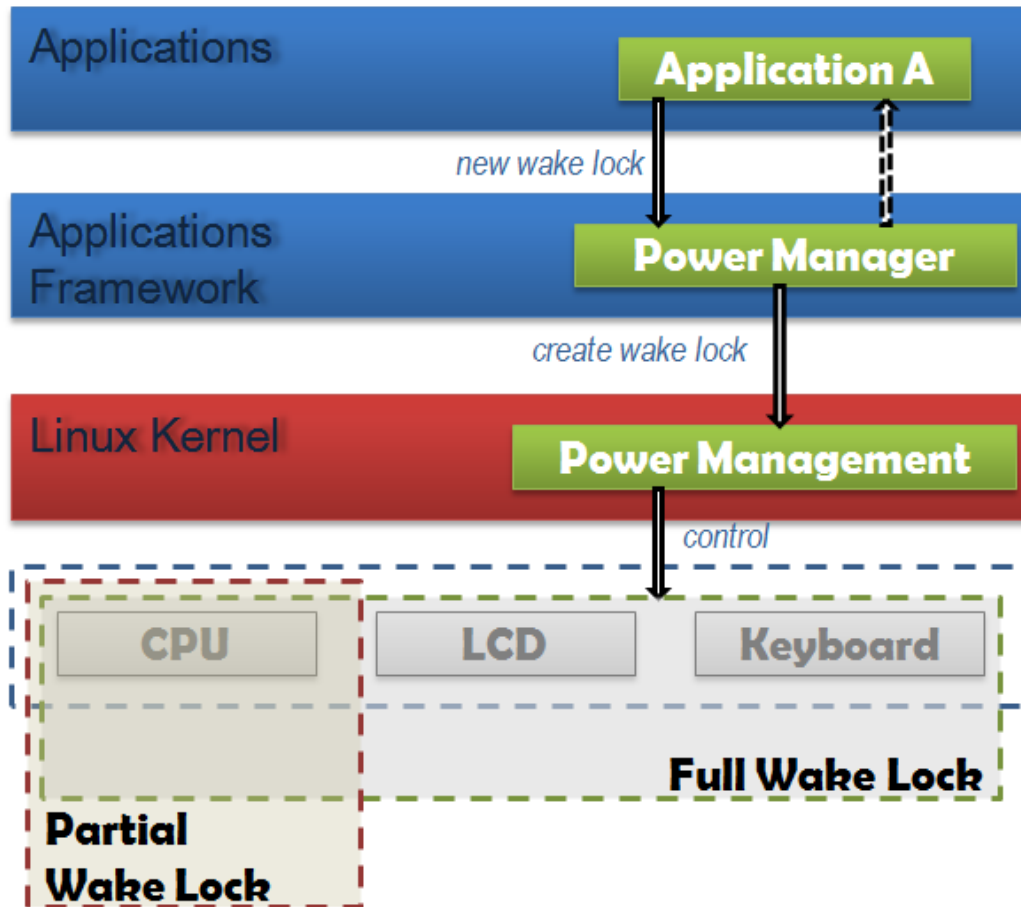 Applications
Application A
new wake lock
Applications
Framework
Power Manager
create wake lock
Linux Kernel
Power Management
control
CPU
LCD
Keyboard
Full Wake Lock
Partial
Wake Lock